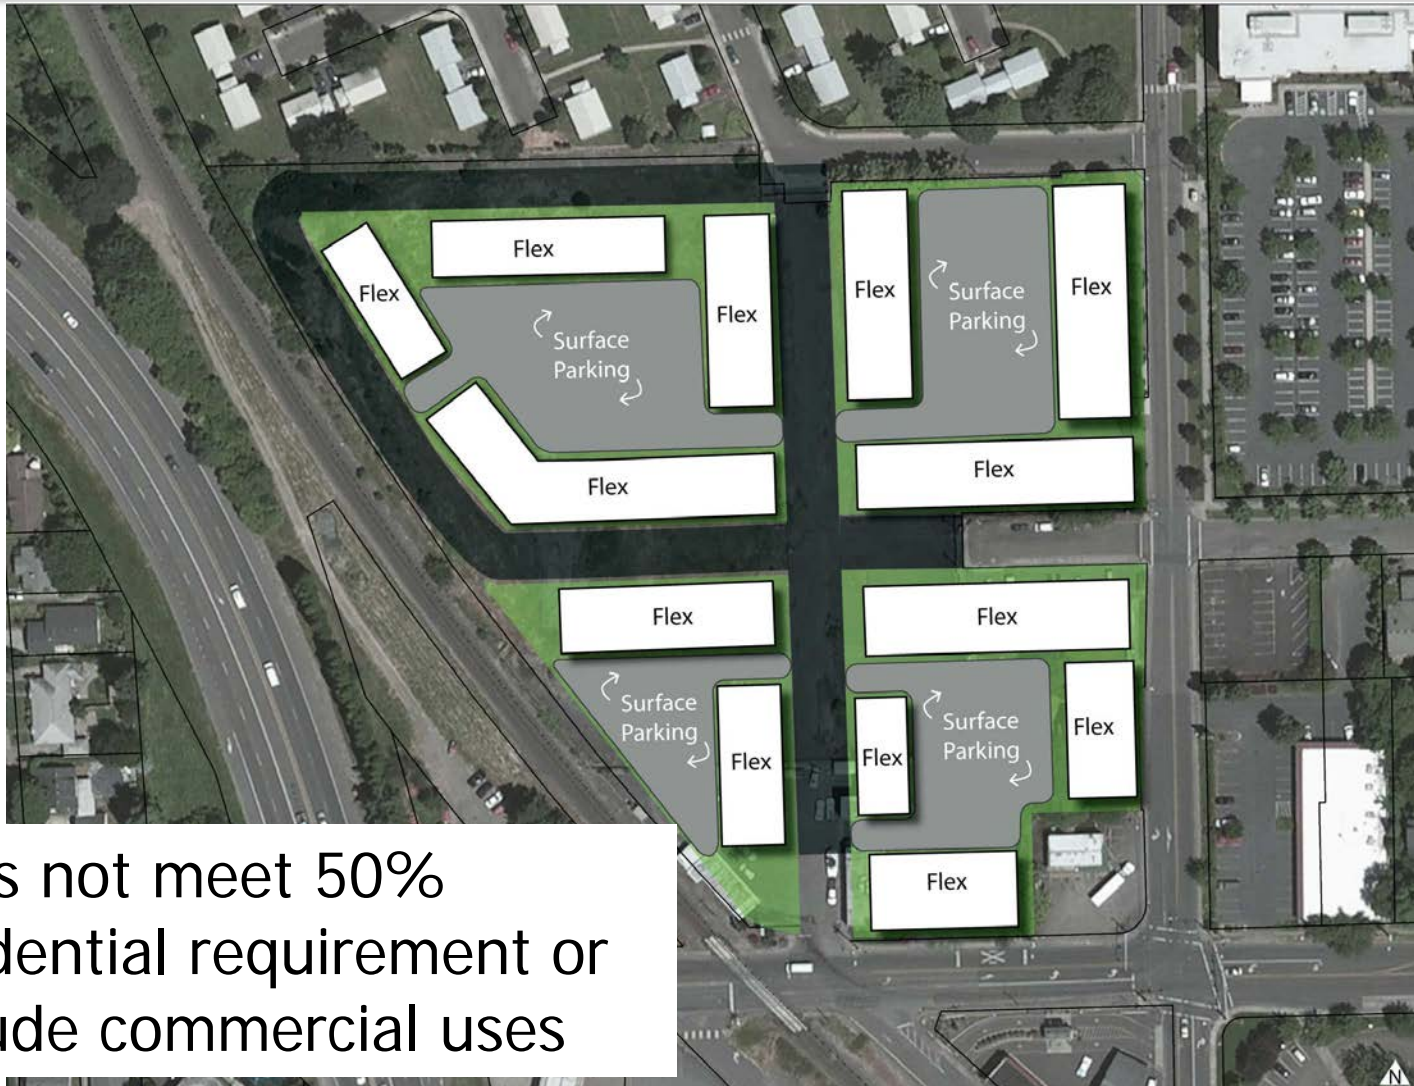 Flex
Flex
Flex
Flex
Flex
Surface
Parking
Surface
Parking
Flex
Flex
Flex
Flex
Flex
Surface
Parking
Surface
Parking
Flex
Flex
Flex
Flex
s not meet 50%
dential requirement or
ude commercial uses
N